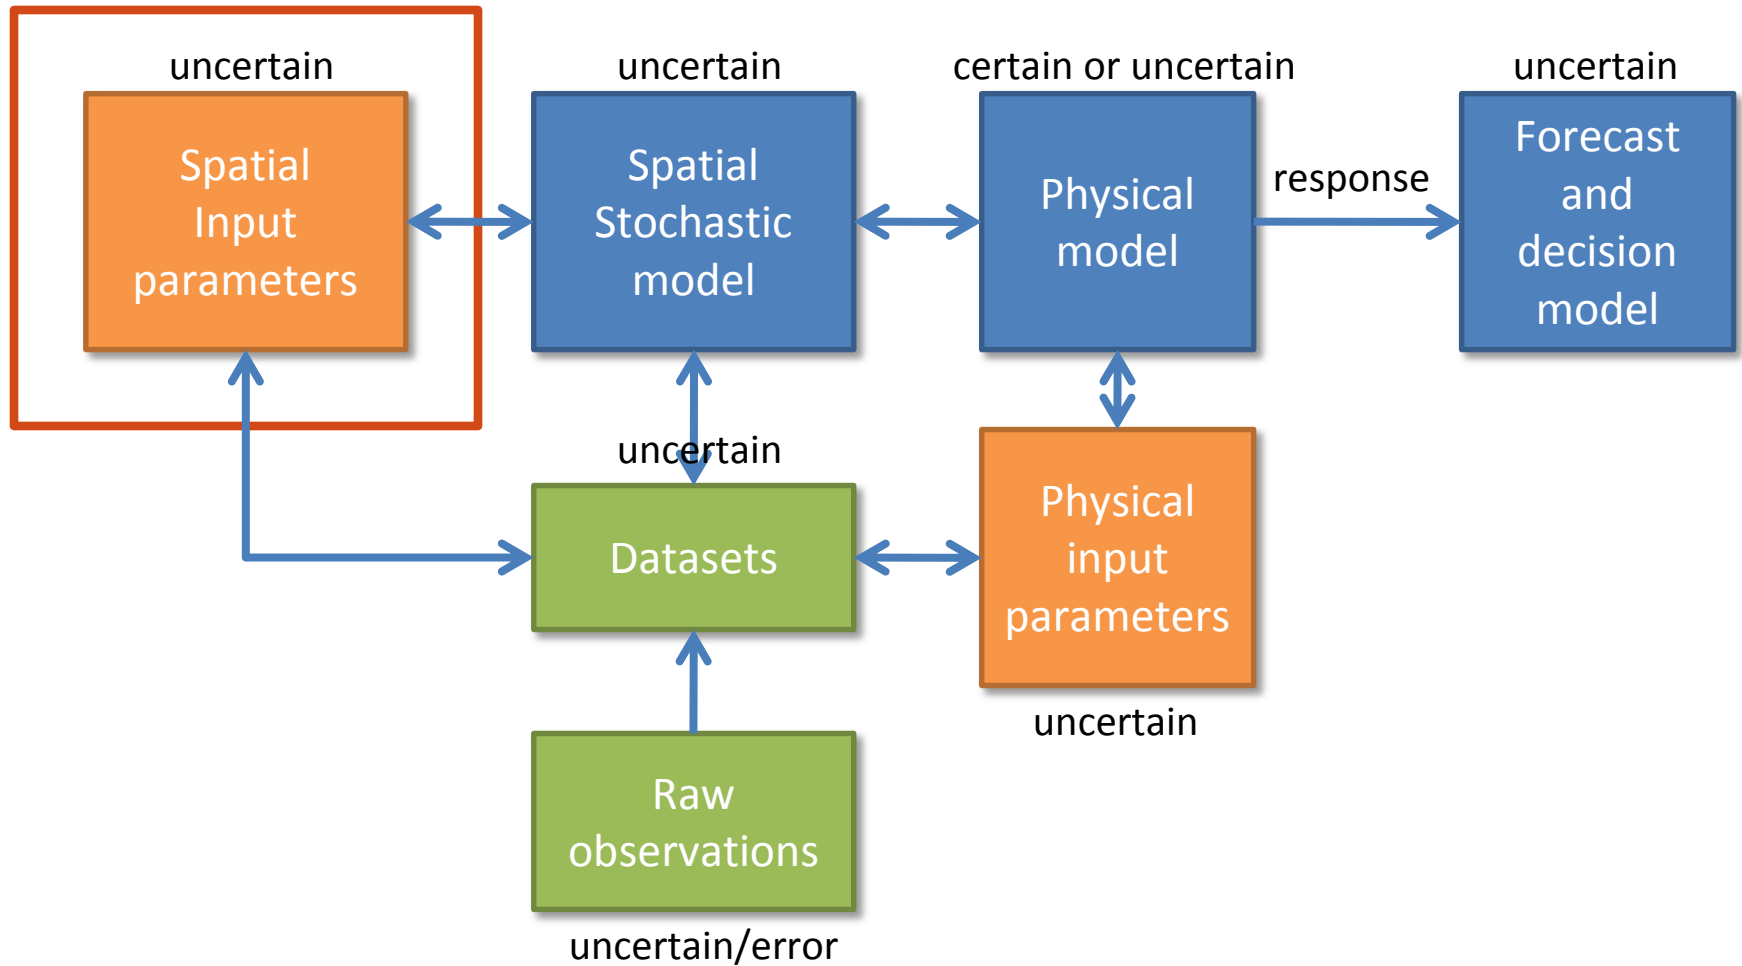 uncertain
Spatial
Input
parameters
uncertain
Spatial
Stochastic
model
certain or uncertain
Physical
model
response
uncertain
Forecast
and
decision
model
uncertain
Datasets
Physical
input
parameters
uncertain
Raw
observations
uncertain/error